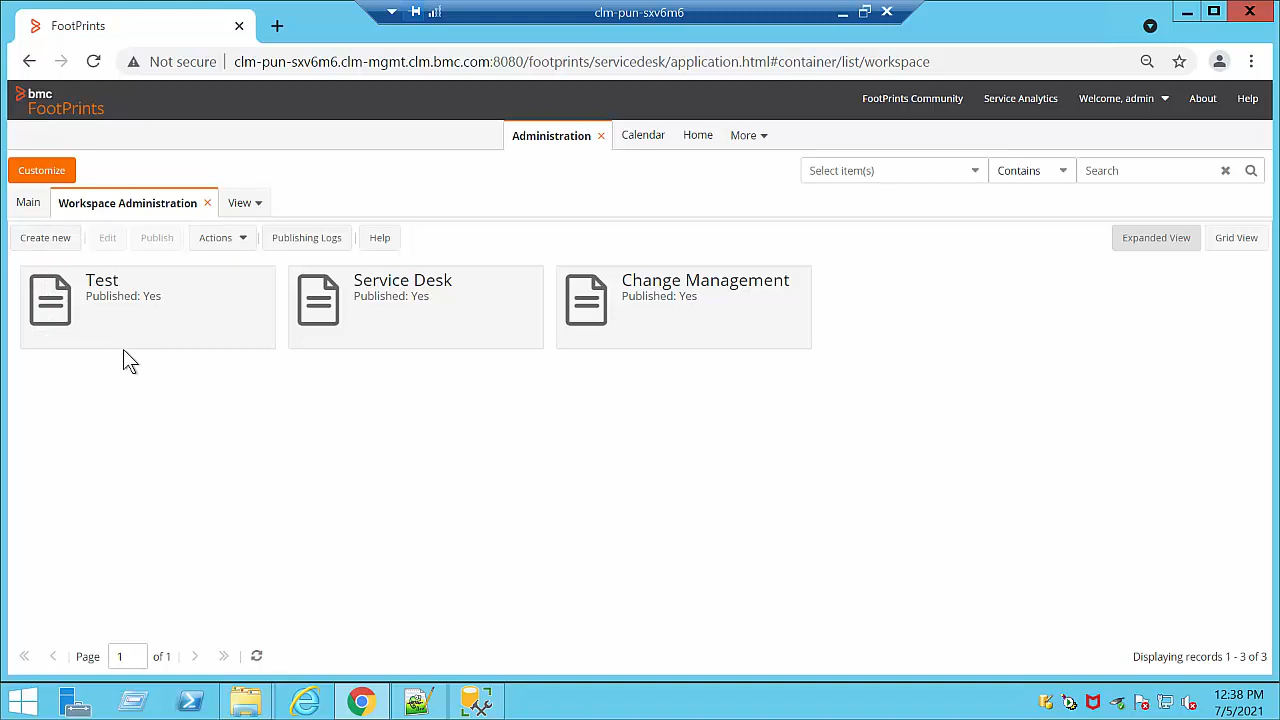 clm-pun-sxv6m6
FootPrints
Not secure clm-pun-sxv6m6.clm-mgmt.clm.bmc.com:8080/footprints/servicedesk/application.html#container/list/workspace
bmc
FootPrints
FootPrints Community Service Analytics Welcome, admin About Help
Administration Calendar Home More
Customize Select item(s) Contains Search
Main Workspace Administration View
Create new Edit Publish Actions Publishing Logs Help Expanded View Grid View
Test
Published: Yes
Service Desk
Published: Yes
Change Management
Published: Yes
Page 1 of 1 Displaying records 1 - 3 of 3
12:38 PM
7/5/2021